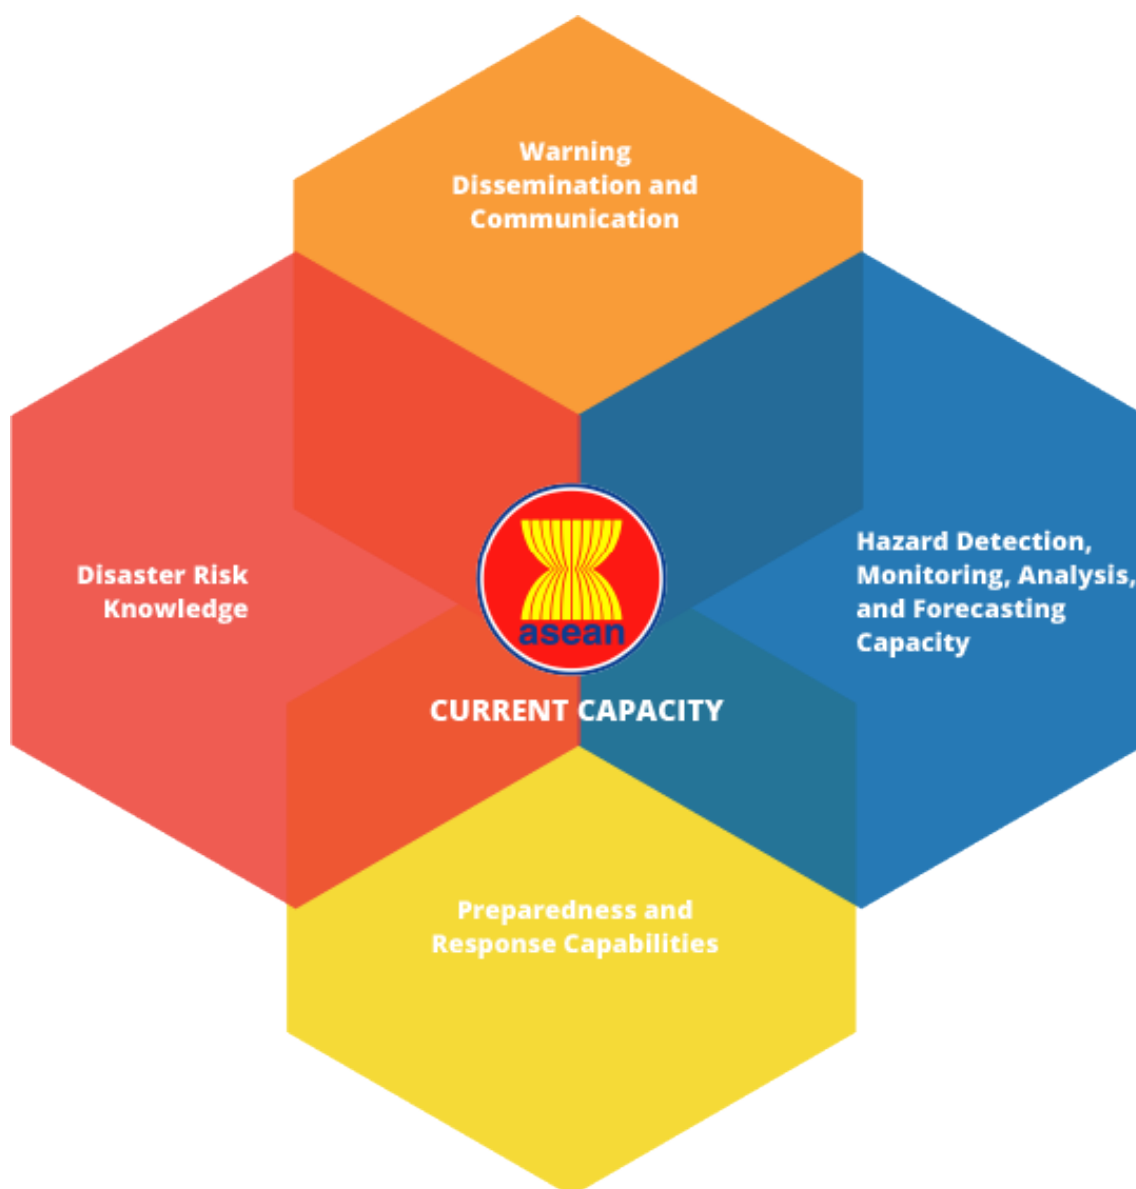 Warning
Dissemination and
Communication
Disaster Risk
Knowledge
Hazard Detection,
Monitoring, Analysis,
and Forecasting
Capacity
asean
CURRENT CAPACITY
Preparedness and
Response Capabilities